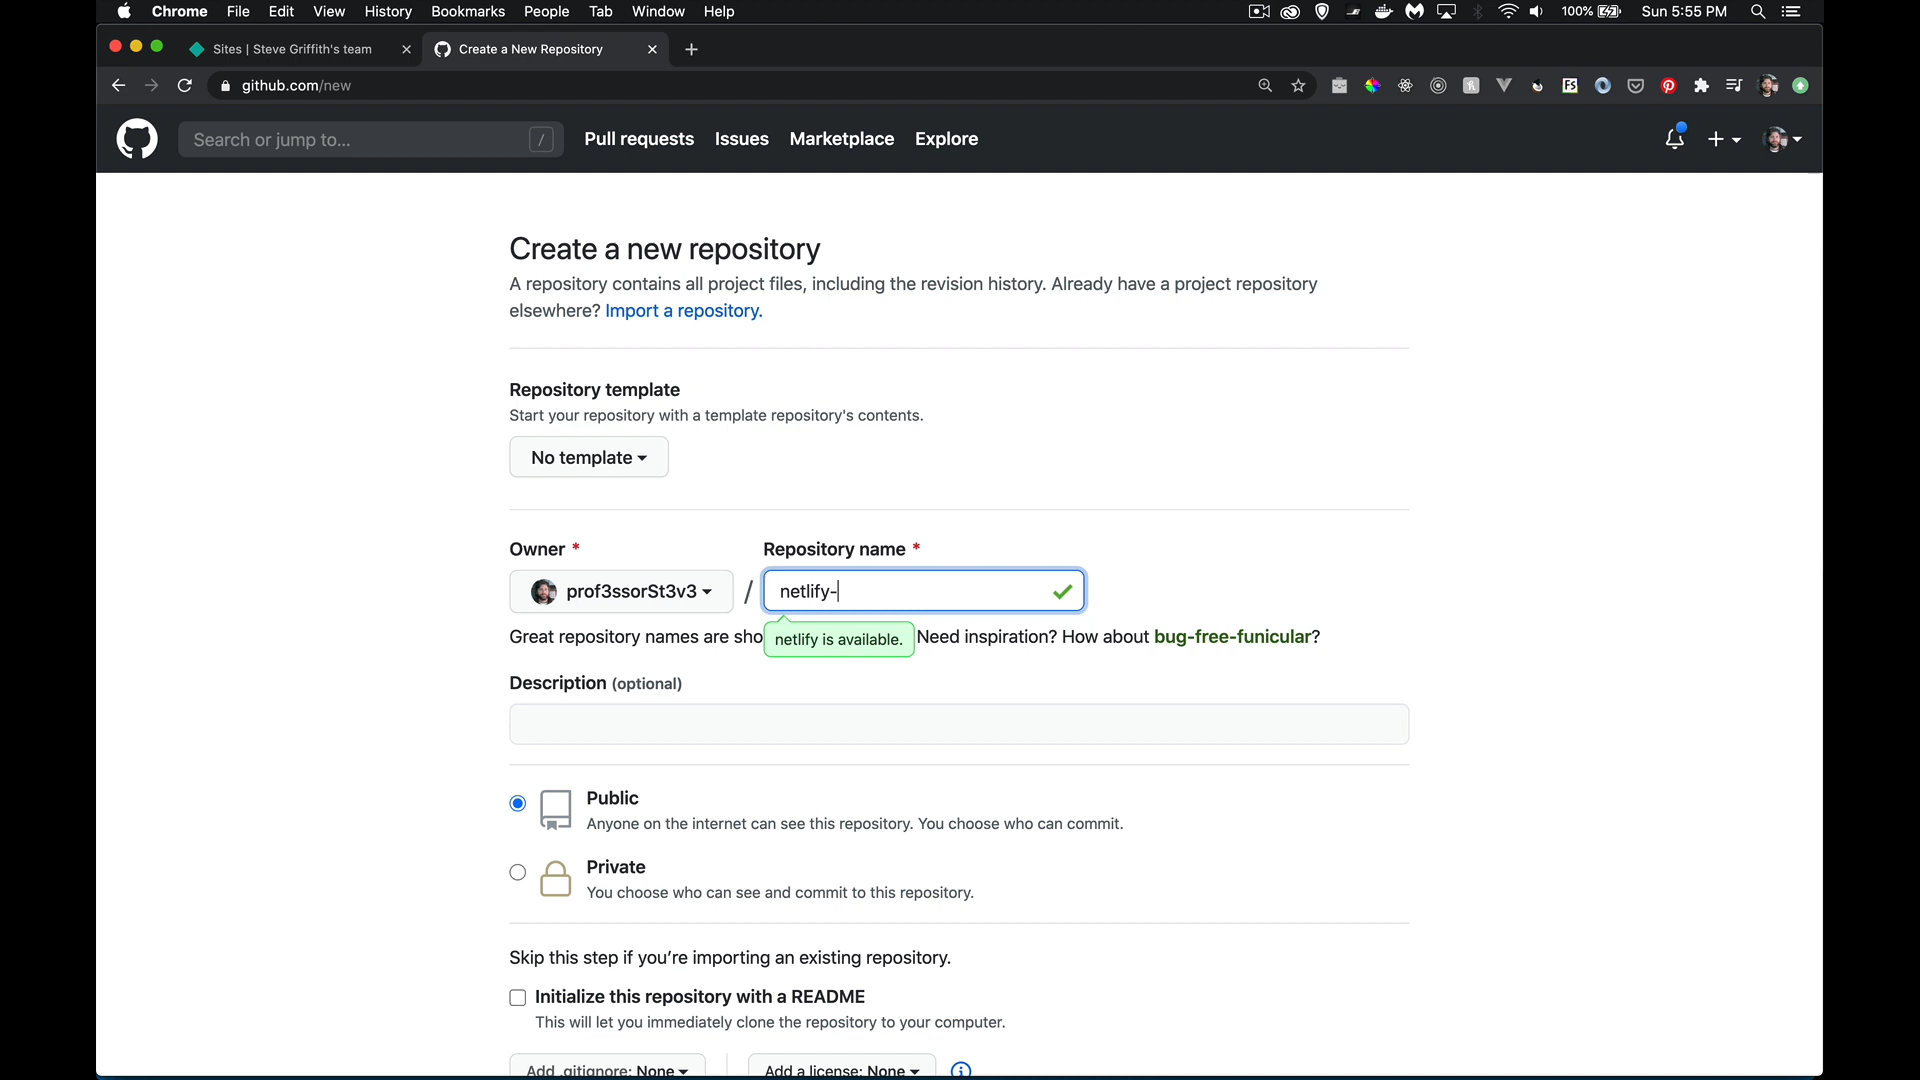 Chrome File Edit View History Bookmarks People Tab Window Help 100% Sun 5:55 PM
Sites | Steve Griffith's team Create a New Repository
github.com/new
Search or jump to... / Pull requests Issues Marketplace Explore
Create a new repository
A repository contains all project files, including the revision history. Already have a project repository
elsewhere? Import a repository.
Repository template
Start your repository with a template repository's contents.
No template
Owner * Repository name *
prof3ssorSt3v3 / netlify-
Great repository names are sho netlify is available. Need inspiration? How about bug-free-funicular?
Description (optional)
Public
Anyone on the internet can see this repository. You choose who can commit.
Private
You choose who can see and commit to this repository.
Skip this step if you're importing an existing repository.
Initialize this repository with a README
This will let you immediately clone the repository to your computer.
Add .gitignore: None Add a license: None